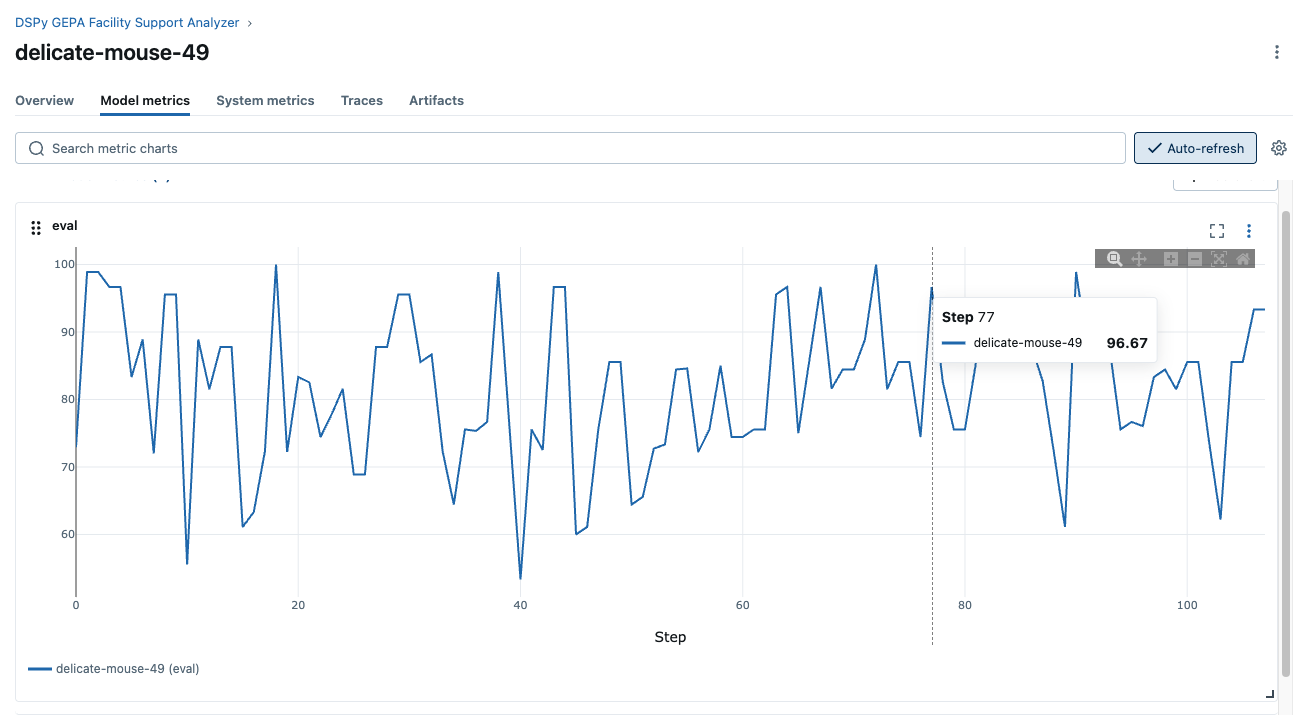 DSPy GEPA Facility Support Analyzer ›
delicate-mouse-49
Overview Model metrics System metrics Traces Artifacts
Search metric charts
Auto-refresh
eval
100
90
80
70
60
Step 77
delicate-mouse-49 96.67
0 20 40 60 80 100
Step
delicate-mouse-49 (eval)